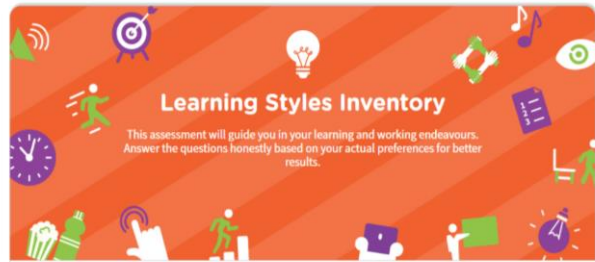 Learning Styles Inventory
This assessment will guide you in your learning and working endeavours.
Answer the questions honestly based on your actual preferences for better
results.